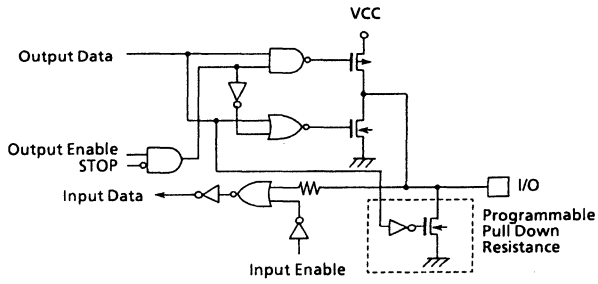 VCC
Output Data
Output Enable
STOP
Input Data
I/O
Programmable
Pull Down
Resistance
Input Enable